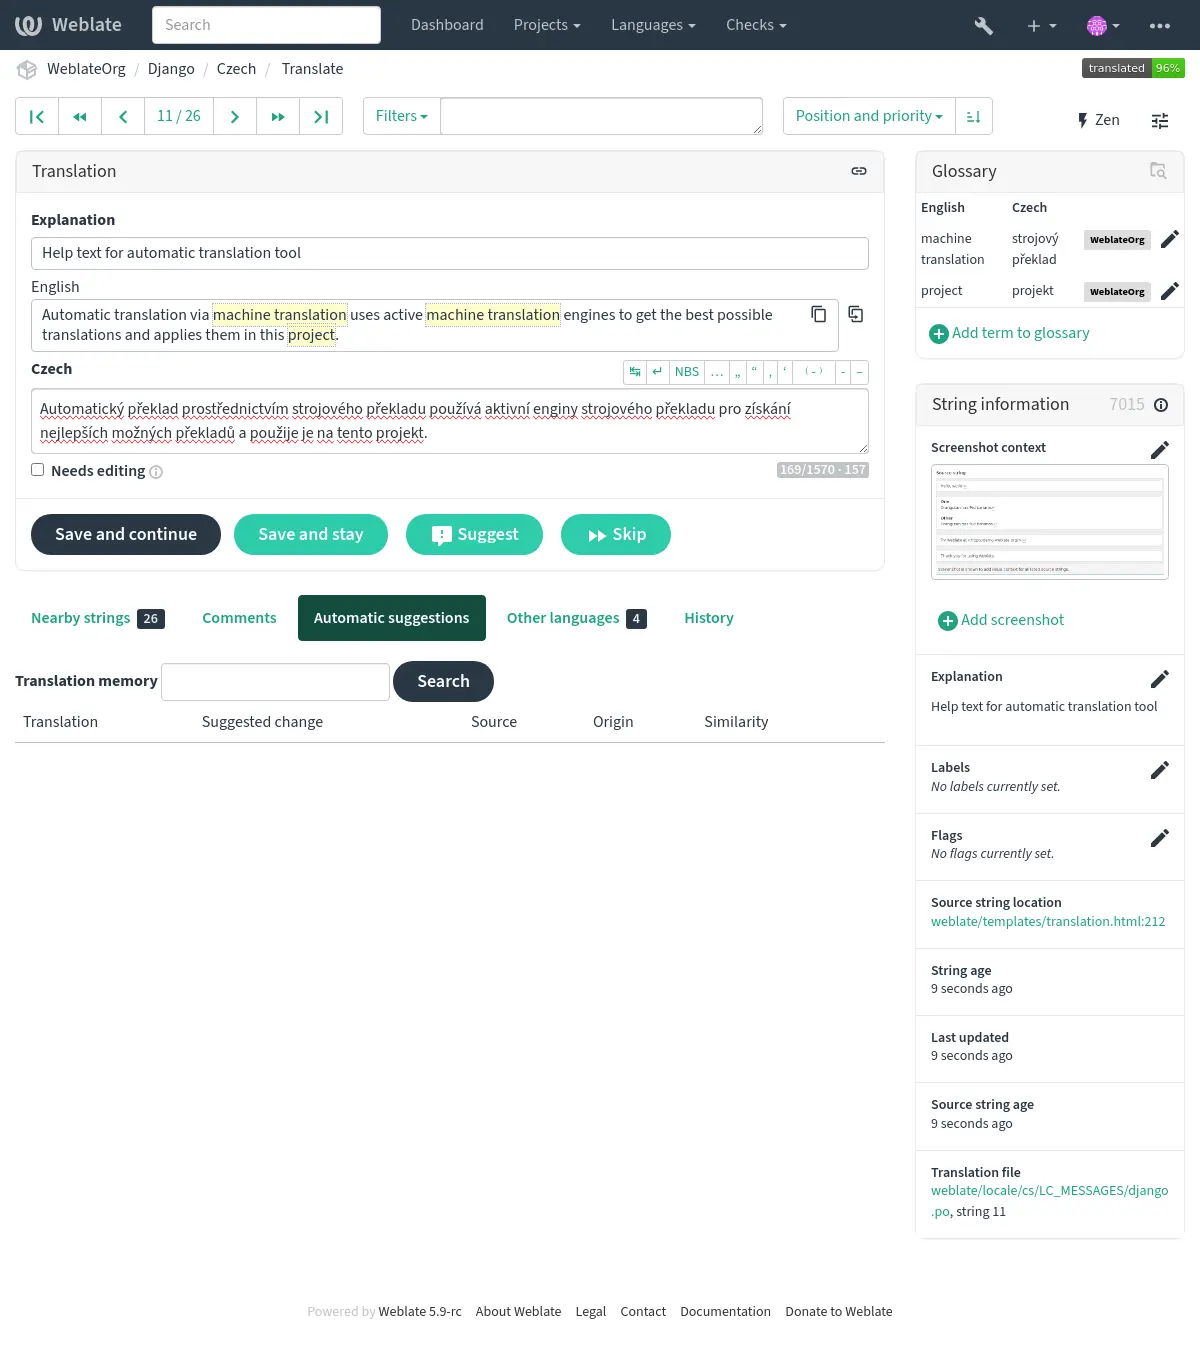 Weblate
Search
Dashboard
Projects
Languages
Checks
WeblateOrg / Django / Czech / Translate
translated 96%
11 / 26
Filters
Position and priority
Zen
Translation
Explanation
Help text for automatic translation tool
English
Automatic translation via machine translation uses active machine translation engines to get the best possible
translations and applies them in this project.
Czech
NBS … „ “ ‚ ‘ (-) - –
Automatický překlad prostřednictvím strojového překladu používá aktivní enginy strojového překladu pro získání
nejlepších možných překladů a použije je na tento projekt.
Needs editing
169/1570 • 157
Save and continue
Save and stay
Suggest
Skip
Nearby strings 26
Comments
Automatic suggestions
Other languages 4
History
Translation memory
Search
Translation
Suggested change
Source
Origin
Similarity
Glossary
English Czech
machine strojový WeblateOrg
translation překlad
project projekt WeblateOrg
Add term to glossary
String information 7015
Screenshot context
Source string
One
Other
Add screenshot
Explanation
Help text for automatic translation tool
Labels
No labels currently set.
Flags
No flags currently set.
Source string location
weblate/templates/translation.html:212
String age
9 seconds ago
Last updated
9 seconds ago
Source string age
9 seconds ago
Translation file
weblate/locale/cs/LC_MESSAGES/django
.po, string 11
Powered by Weblate 5.9-rc About Weblate Legal Contact Documentation Donate to Weblate